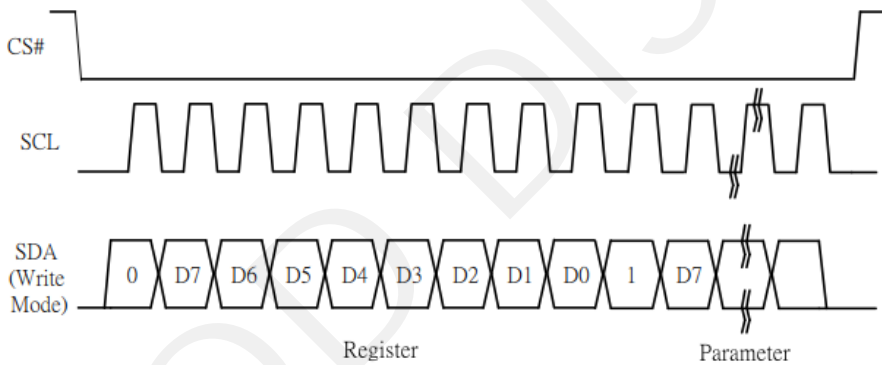 CS#
SCL
SDA
(Write
Mode)
0 D7 D6 D5 D4 D3 D2 D1 D0 1 D7
Register
Parameter